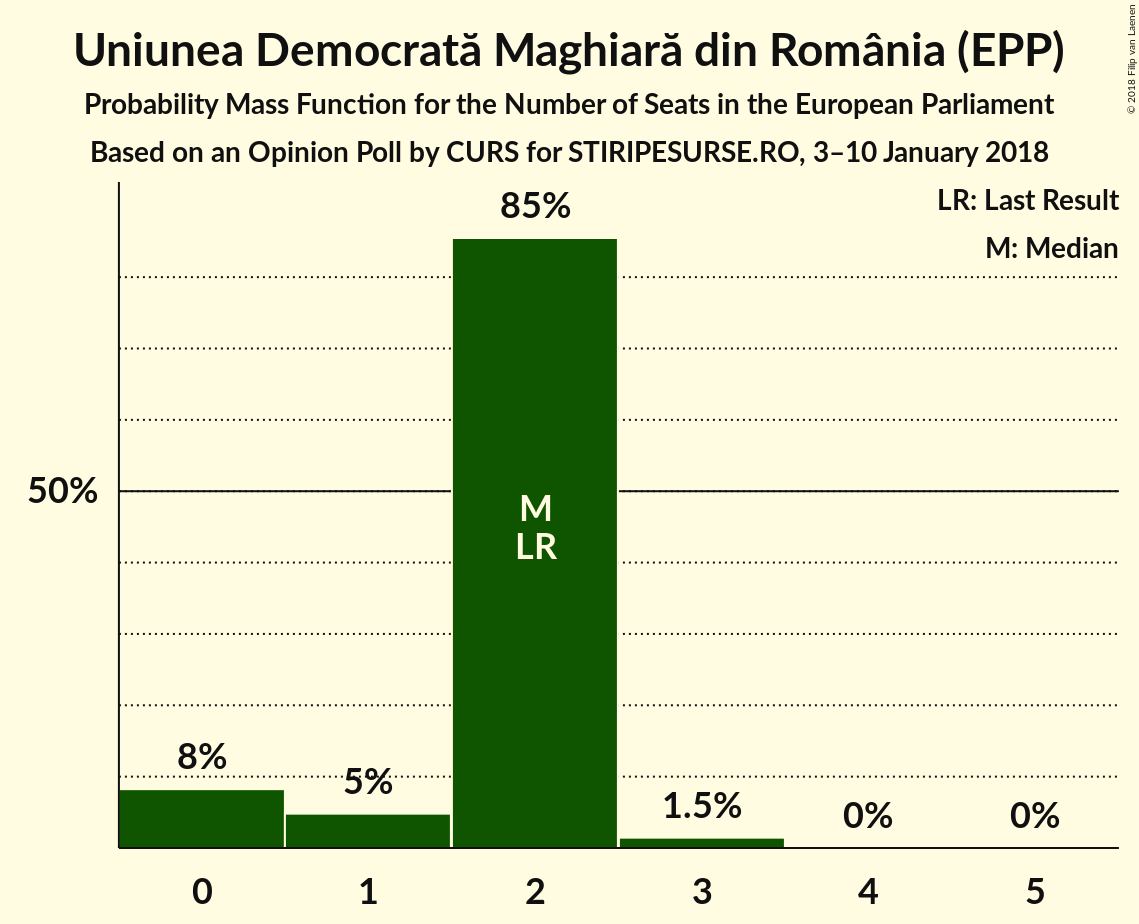 Uniunea Democrată Maghiară din România (EPP)
Probability Mass Function for the Number of Seats in the European Parliament
Based on an Opinion Poll by CURS for STIRIPESURSE.RO, 3–10 January 2018
© 2018 Filip van Laenen
LR: Last Result
M: Median
85%
50%
M
LR
8%
5%
1.5%
0%
0%
0 1 2 3 4 5